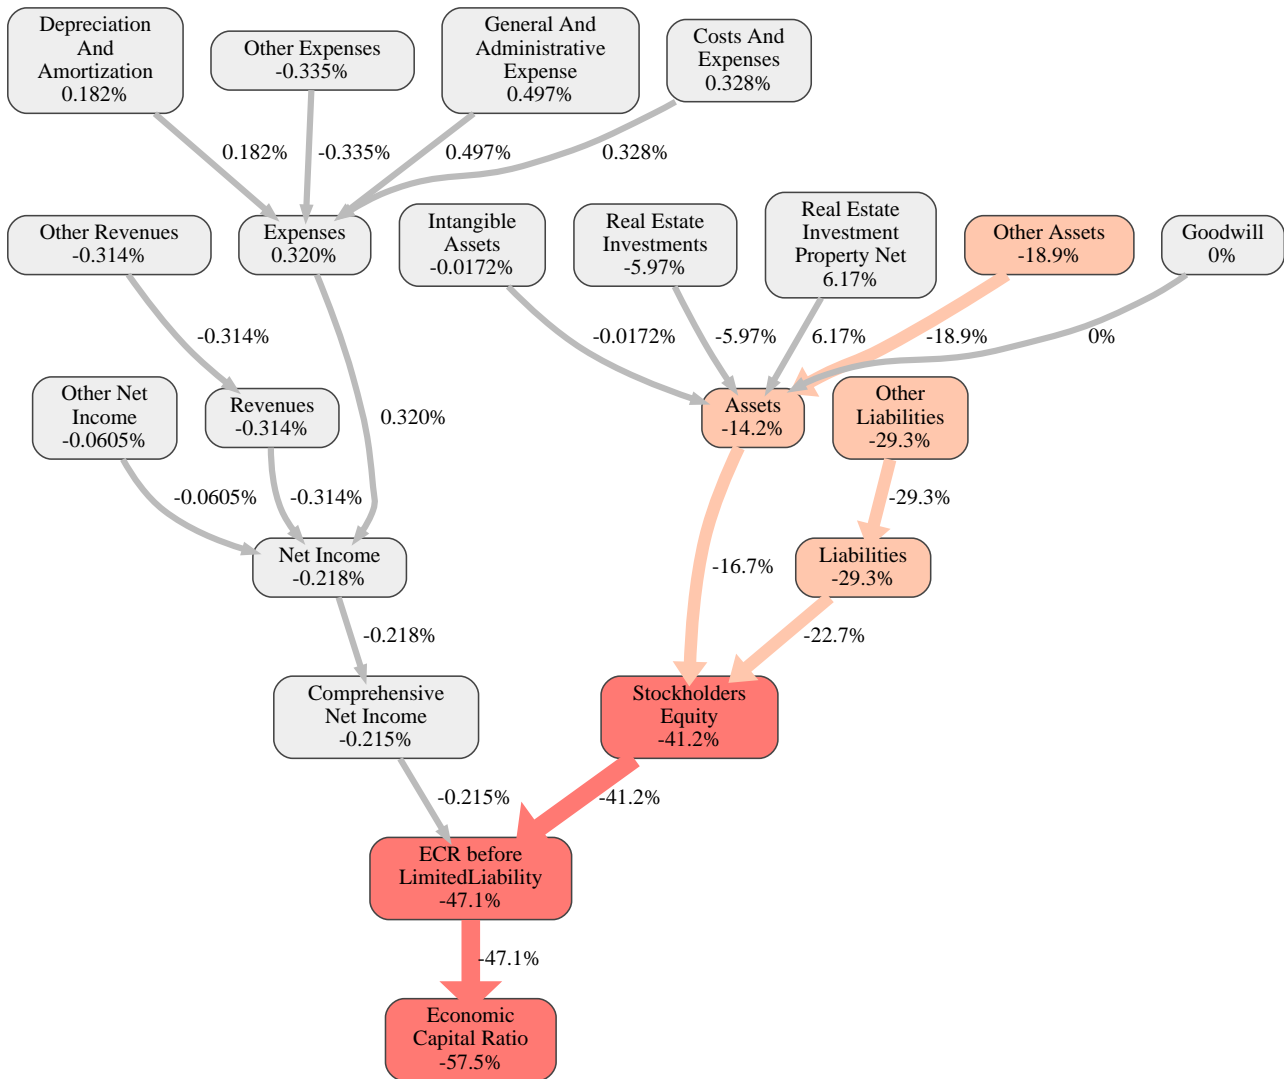 Depreciation
And
Amortization
0.182%
Other Expenses
-0.335%
General And
Administrative
Expense
0.497%
Costs And
Expenses
0.328%
0.182%
-0.335%
0.497%
0.328%
Other Revenues
-0.314%
Expenses
0.320%
Intangible
Assets
-0.0172%
Real Estate
Investments
-5.97%
Real Estate
Investment
Property Net
6.17%
Other Assets
-18.9%
Goodwill
0%
-0.314%
-0.0172%
-5.97%
6.17%
-18.9%
0%
Other Net
Income
-0.0605%
Revenues
-0.314%
0.320%
Assets
-14.2%
Other
Liabilities
-29.3%
-0.0605%
-0.314%
-29.3%
Net Income
-0.218%
-16.7%
Liabilities
-29.3%
-0.218%
-22.7%
Comprehensive
Net Income
-0.215%
Stockholders
Equity
-41.2%
-0.215%
-41.2%
ECR before
LimitedLiability
-47.1%
-47.1%
Economic
Capital Ratio
-57.5%